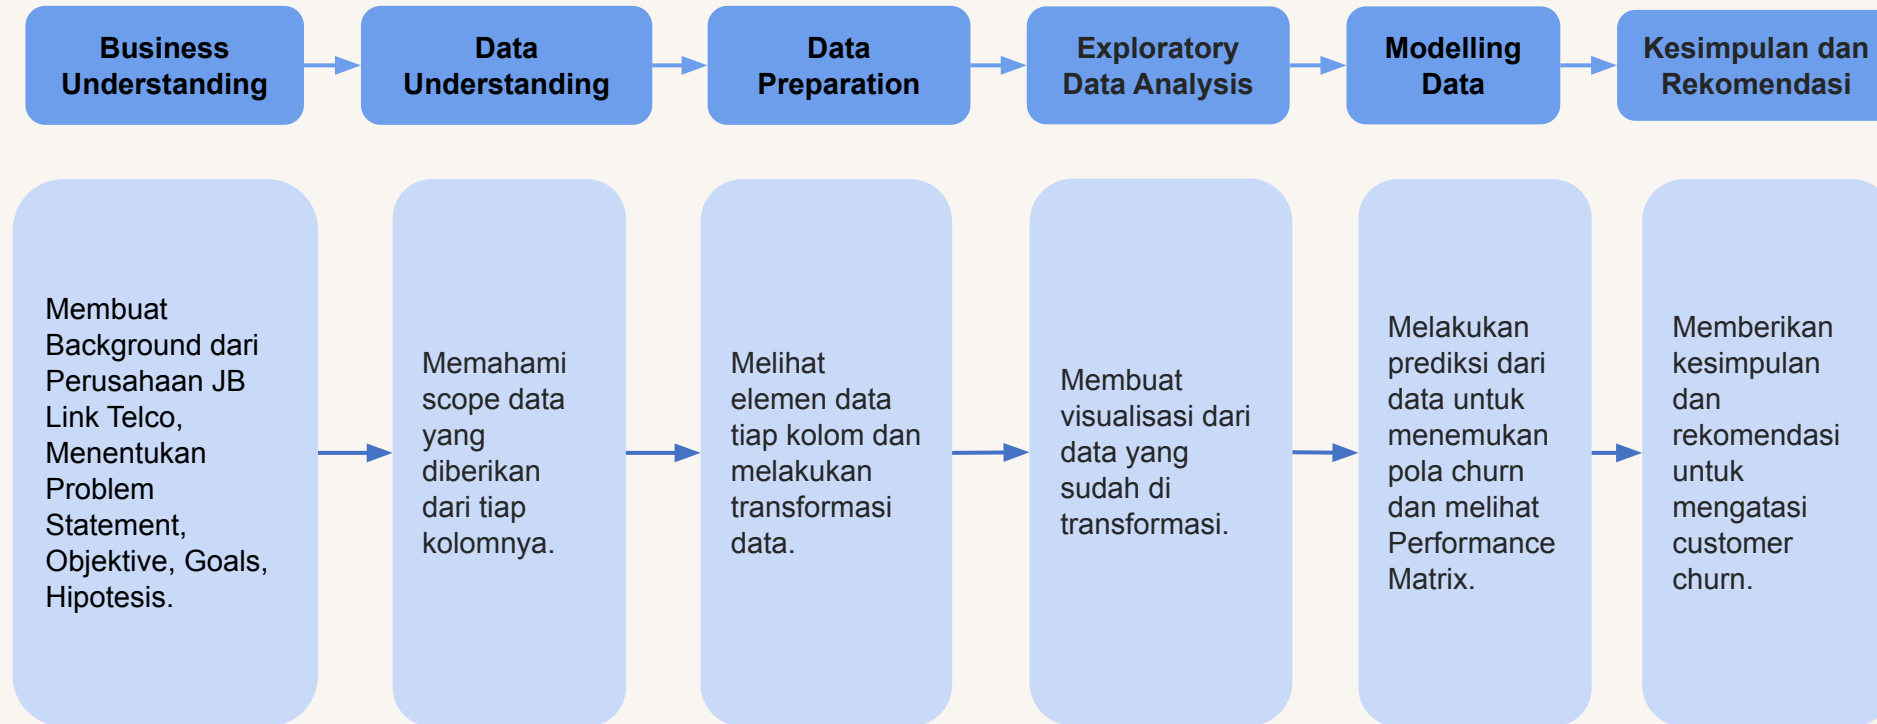 Business
Understanding
Data
Understanding
Data
Preparation
Exploratory
Data Analysis
Modelling
Data
Kesimpulan dan
Rekomendasi
Membuat
Background dari
Perusahaan JB
Link Telco,
Menentukan
Problem
Statement,
Objektive, Goals,
Hipotesis.
Memahami
scope data
yang
diberikan
dari tiap
kolomnya.
Melihat
elemen data
tiap kolom dan
melakukan
transformasi
data.
Membuat
visualisasi dari
data yang
sudah di
transformasi.
Melakukan
prediksi dari
data untuk
menemukan
pola churn
dan melihat
Performance
Matrix.
Memberikan
kesimpulan
dan
rekomendasi
untuk
mengatasi
customer
churn.